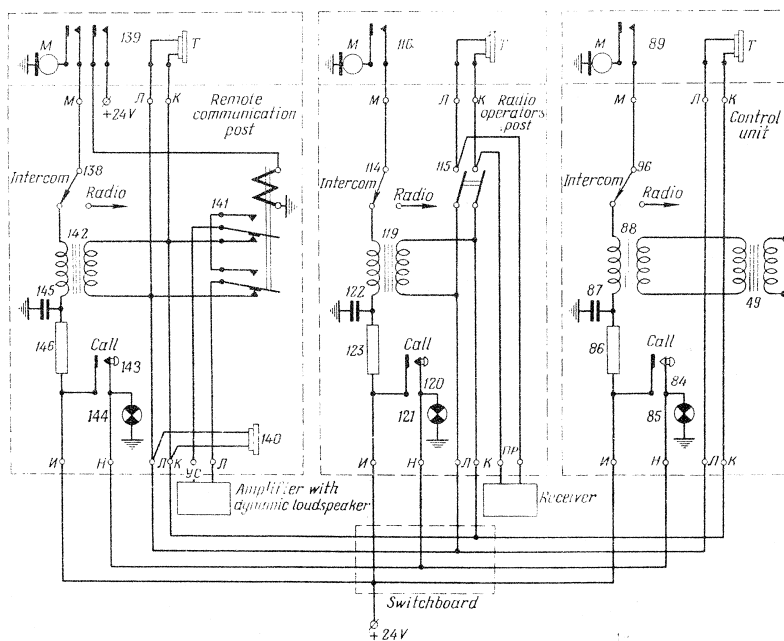 M
139
T
M
116
T
M
89
T
М
Л
К
+24V
Remote
communication
post
М
Л
К
Radio
operators
post
М
Л
К
Control
unit
138
Intercom
Radio
141
114
115
Intercom
Radio
96
Intercom
Radio
142
119
88
49
145
122
87
146
123
86
Call
143
144
Call
120
121
Call
84
85
140
И
Н
Л
К
УС
Л
И
Н
Л
К
ПР
И
Н
Л
К
Amplifier with
dynamic loudspeaker
Receiver
Switchboard
+24V